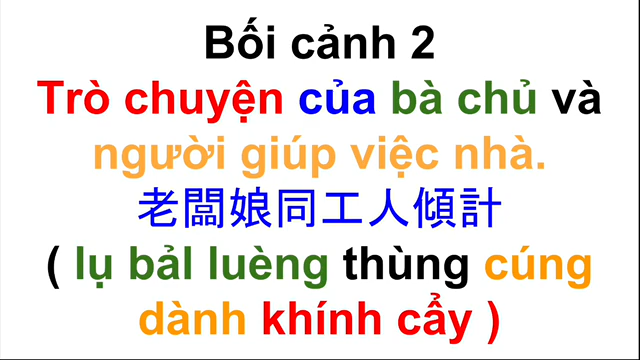 Bối cảnh 2
Trò chuyện của bà chủ và
người giúp việc nhà.
老闆娘同工人傾計
( lụ bảl luèng thùng cúng
dành khính cẩy )